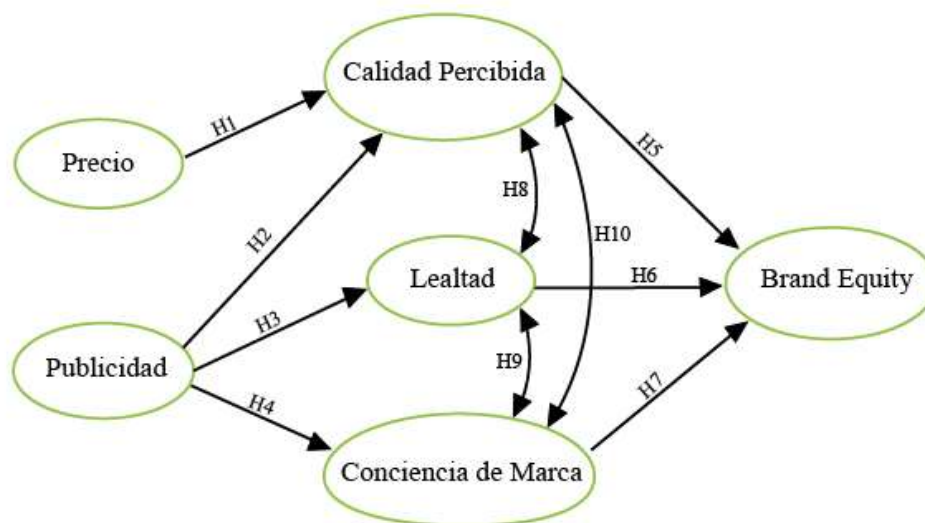 Calidad Percibida
H1
Precio
H5
H2
H8
H10
Lealtad
H6
Brand Equity
H3
Publicidad
H9
H4
H7
Conciencia de Marca